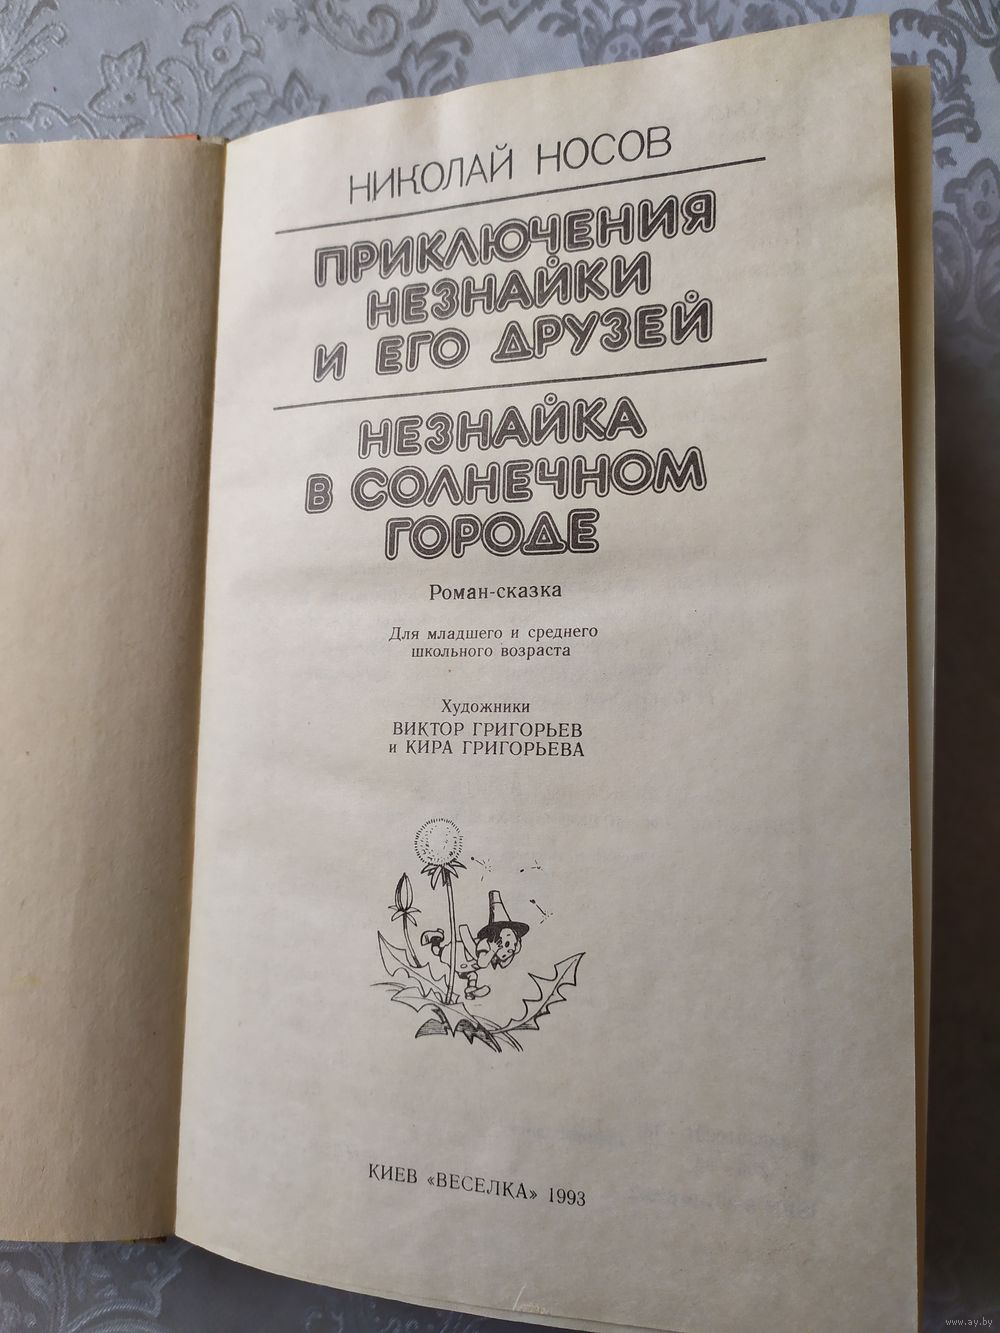 НИКОЛАЙ НОСОВ
ПРИКЛЮЧЕНИЯ
НЕЗНАЙКИ
И ЕГО ДРУЗЕЙ
НЕЗНАЙКА
В СОЛНЕЧНОМ
ГОРОДЕ
Роман-сказка
Для младшего и среднего
школьного возраста
Художники
ВИКТОР ГРИГОРЬЕВ
и КИРА ГРИГОРЬЕВА
КИЕВ «ВЕСЕЛКА» 1993
www.ay.by